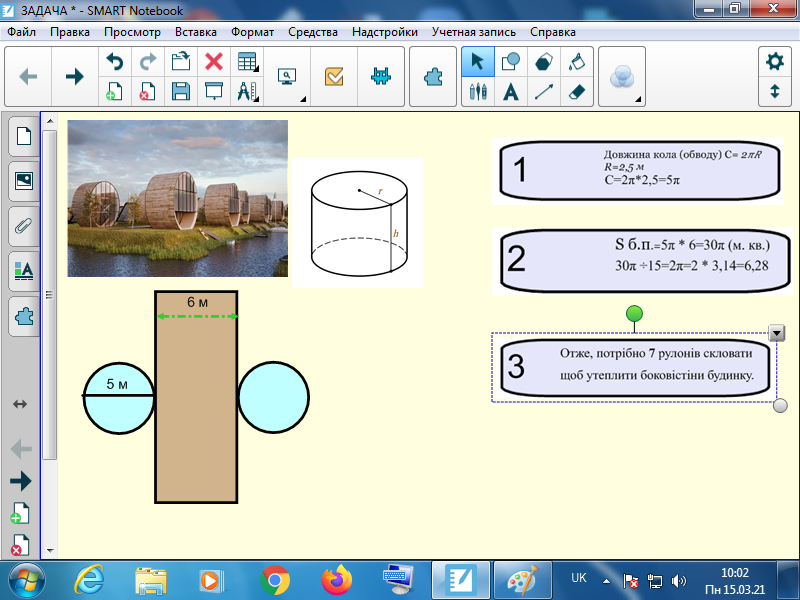 ЗАДАЧА * - SMART Notebook
Файл Правка Просмотр Вставка Формат Средства Надстройки Учетная запись Справка
r
h
6 м
5 м
1
Довжина кола (обводу) C= 2πR
R=2,5 м
C=2π*2,5=5π
2
S б.п.=5π * 6=30π (м. кв.)
30π ÷15=2π=2 * 3,14=6,28
3
Отже, потрібно 7 рулонів скловати
щоб утеплити боковістіни будинку.
UK
10:02
Пн 15.03.21